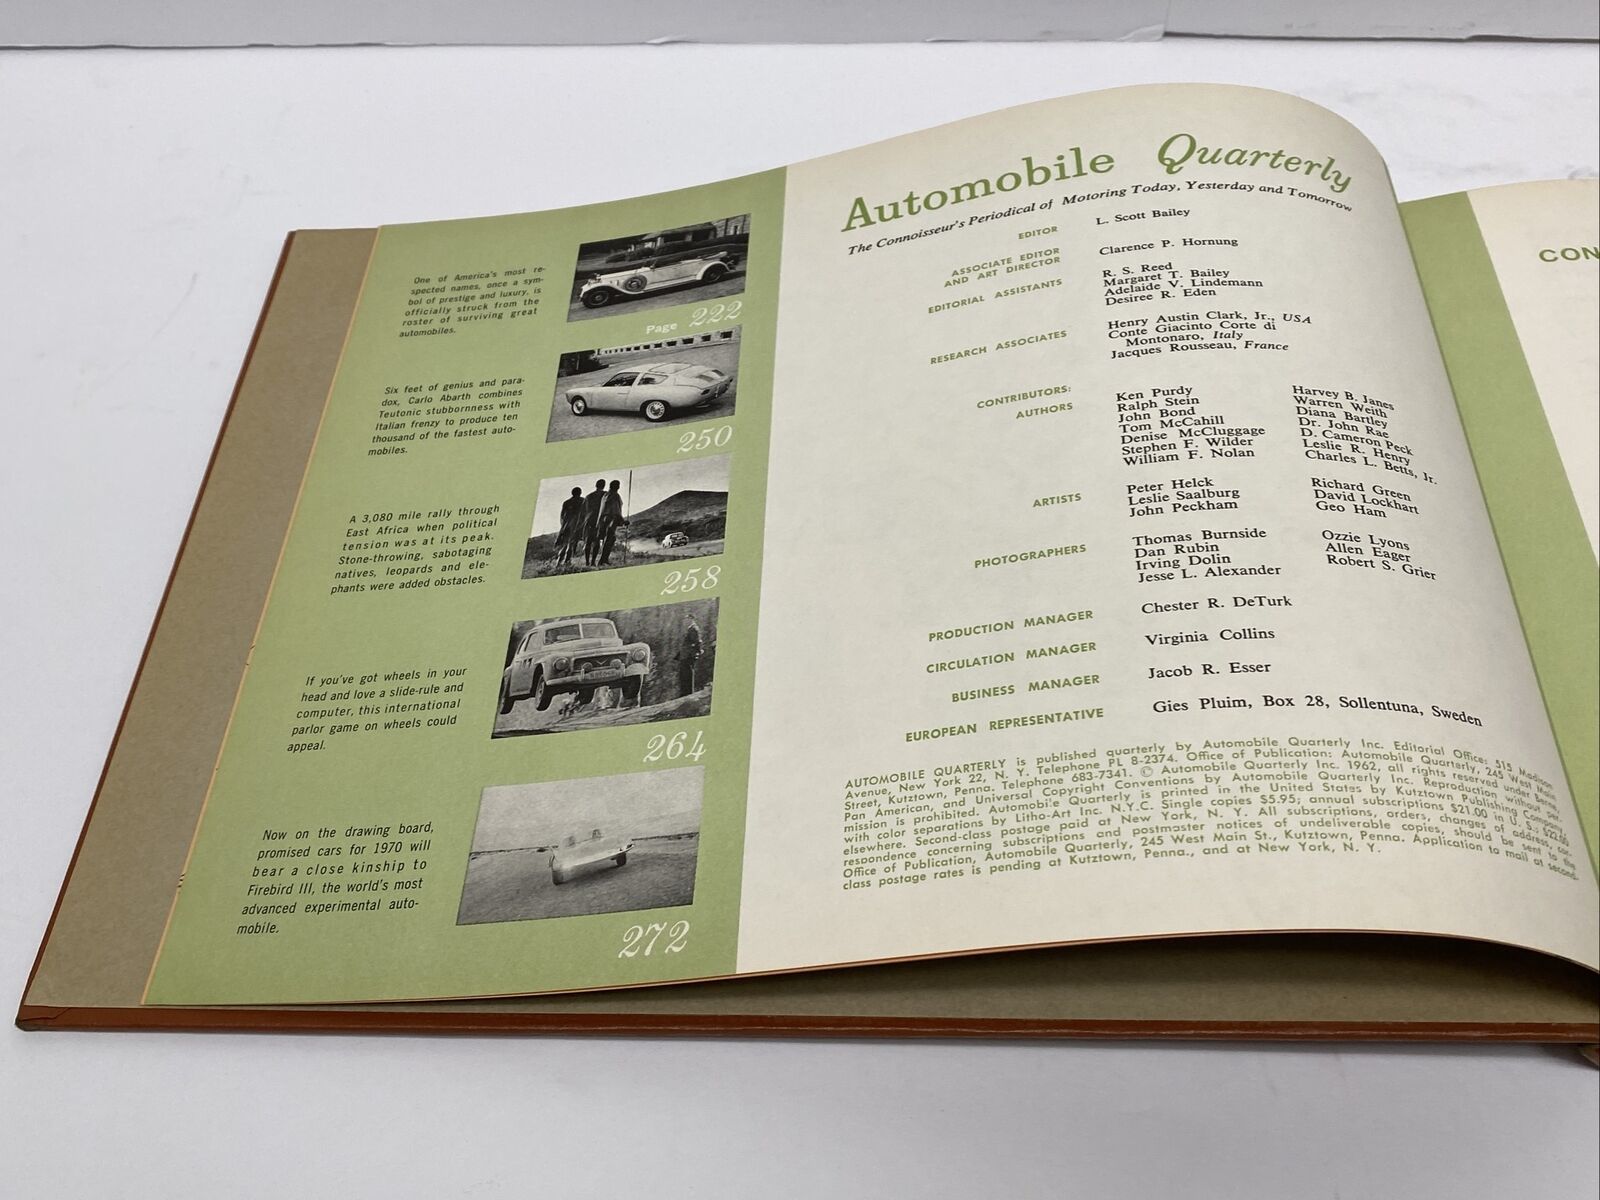 One of America's most re-
spected names, once a sym-
bol of prestige and luxury, is
officially struck from the
roster of surviving great
automobiles.
Page 222
Six feet of genius and para-
dox, Carlo Abarth combines
Teutonic stubbornness with
Italian frenzy to produce ten
thousand of the fastest auto-
mobiles.
250
A 3,080 mile rally through
East Africa when political
tension was at its peak.
Stone-throwing, sabotaging
natives, leopards and ele-
phants were added obstacles.
258
If you've got wheels in your
head and love a slide-rule and
computer, this international
parlor game on wheels could
appeal.
264
Now on the drawing board,
promised cars for 1970 will
bear a close kinship to
Firebird III, the world's most
advanced experimental auto-
mobile.
272
Automobile Quarterly
The Connoisseur's Periodical of Motoring Today, Yesterday and Tomorrow
EDITOR L. Scott Bailey
ASSOCIATE EDITOR
AND ART DIRECTOR Clarence P. Hornung
EDITORIAL ASSISTANTS R. S. Reed
Margaret T. Bailey
Adelaide V. Lindemann
Desiree R. Eden
RESEARCH ASSOCIATES Henry Austin Clark, Jr., USA
Conte Giacinto Corte di
Montonaro, Italy
Jacques Rousseau, France
CONTRIBUTORS:
AUTHORS
Ken Purdy
Ralph Stein
John Bond
Tom McCahill
Denise McCluggage
Stephen F. Wilder
William F. Nolan
Harvey B. Janes
Warren Weith
Diana Bartley
Dr. John Rae
D. Cameron Peck
Leslie R. Henry
Charles L. Betts, Jr.
ARTISTS
Peter Helck
Leslie Saalburg
John Peckham
Richard Green
David Lockhart
Geo Ham
PHOTOGRAPHERS
Thomas Burnside
Dan Rubin
Irving Dolin
Jesse L. Alexander
Ozzie Lyons
Allen Eager
Robert S. Grier
PRODUCTION MANAGER Chester R. DeTurk
CIRCULATION MANAGER Virginia Collins
BUSINESS MANAGER Jacob R. Esser
EUROPEAN REPRESENTATIVE Gies Pluim, Box 28, Sollentuna, Sweden
AUTOMOBILE QUARTERLY is published quarterly by Automobile Quarterly Inc. Editorial Office: 515 Madison
Avenue, New York 22, N. Y. Telephone PL 8-2374. Office of Publication: Automobile Quarterly, 245 West Main
Street, Kutztown, Penna. Telephone 683-7341. © Automobile Quarterly Inc. 1962, all rights reserved under Berne,
Pan American, and Universal Copyright Conventions by Automobile Quarterly Inc. Reproduction without per-
mission is prohibited. Automobile Quarterly is printed in the United States by Kutztown Publishing Company,
with color separations by Litho-Art Inc. N.Y.C. Single copies $5.95; annual subscriptions $21.00 in U. S.; $22.00
elsewhere. Second-class postage paid at New York, N. Y. All subscriptions, orders, changes of address, cor-
respondence concerning subscriptions and postmaster notices of undeliverable copies, should be sent to the
Office of Publication, Automobile Quarterly, 245 West Main St., Kutztown, Penna. Application to mail at second-
class postage rates is pending at Kutztown, Penna., and at New York, N. Y.
CON